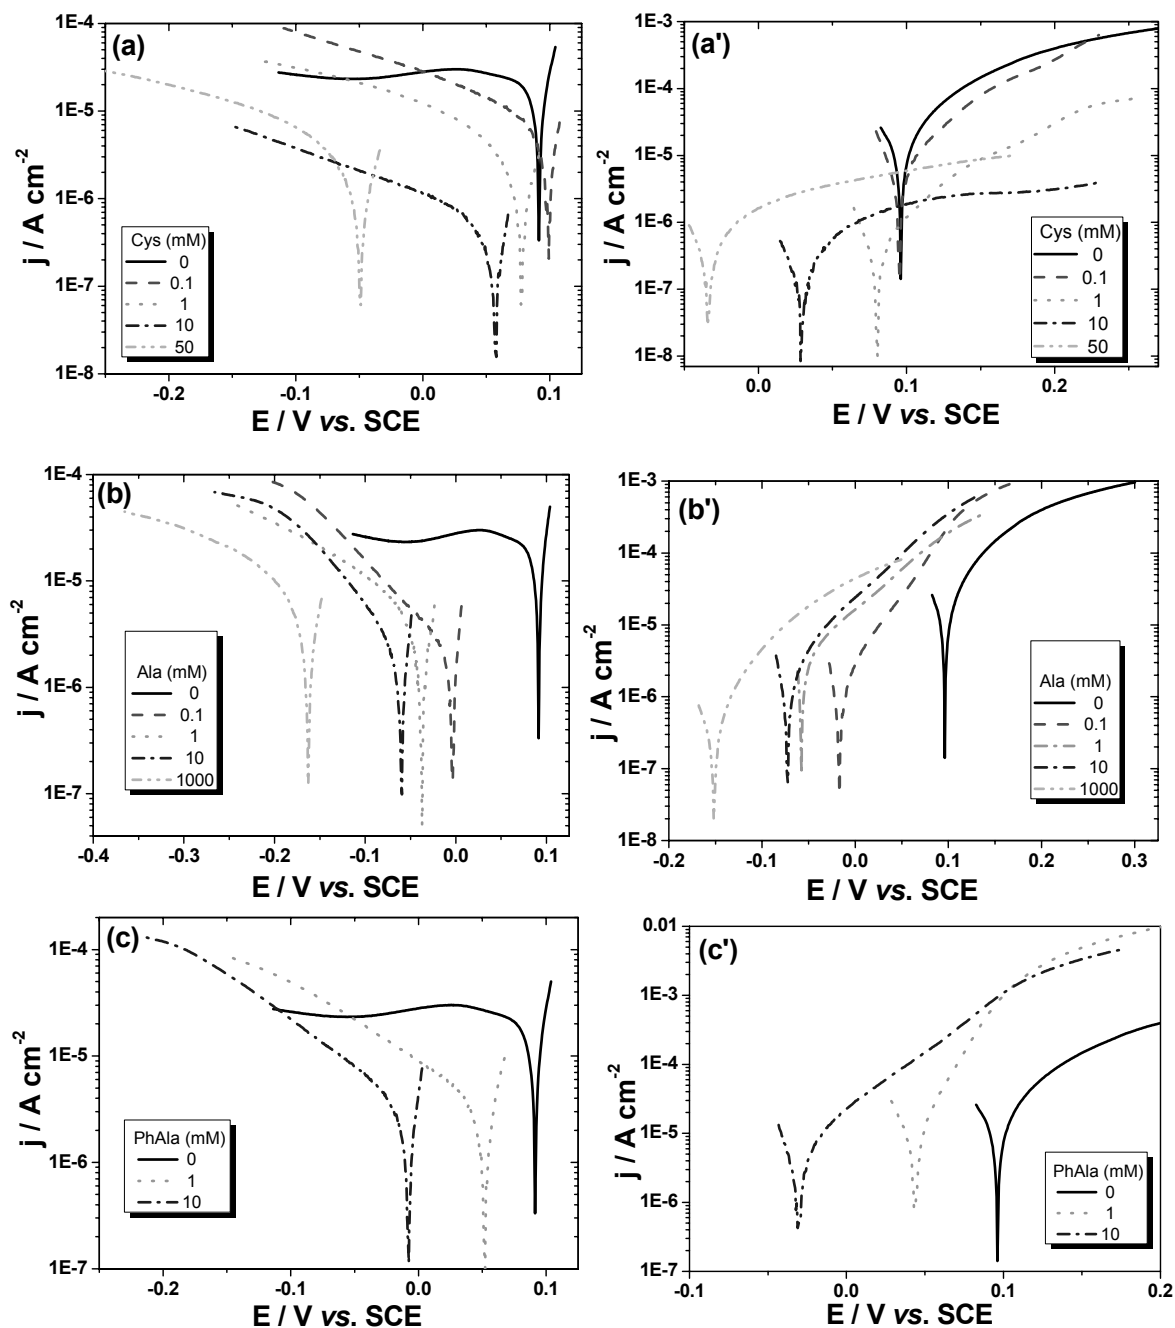 (a)
1E-4
1E-5
1E-6
1E-7
1E-8
j / A cm-2
Cys (mM)
0
0.1
1
10
50
-0.2 -0.1 0.0 0.1
E / V vs. SCE
(a')
1E-3
1E-4
1E-5
1E-6
1E-7
1E-8
j / A cm-2
Cys (mM)
0
0.1
1
10
50
0.0 0.1 0.2
E / V vs. SCE
(b)
1E-4
1E-5
1E-6
1E-7
j / A cm-2
Ala (mM)
0
0.1
1
10
1000
-0.4 -0.3 -0.2 -0.1 0.0 0.1
E / V vs. SCE
(b')
1E-3
1E-4
1E-5
1E-6
1E-7
1E-8
j / A cm-2
Ala (mM)
0
0.1
1
10
1000
-0.2 -0.1 0.0 0.1 0.2 0.3
E / V vs. SCE
(c)
1E-4
1E-5
1E-6
1E-7
j / A cm-2
PhAla (mM)
0
1
10
-0.2 -0.1 0.0 0.1
E / V vs. SCE
(c')
0.01
1E-3
1E-4
1E-5
1E-6
1E-7
j / A cm-2
PhAla (mM)
0
1
10
-0.1 0.0 0.1 0.2
E / V vs. SCE